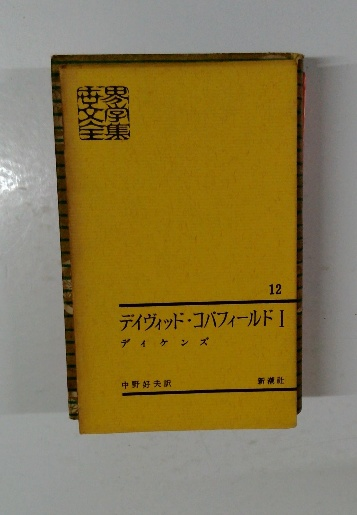 世界
文学
全集
12
デイヴィッド・コパフィールド I
ディケンズ
中野好夫訳
新潮社